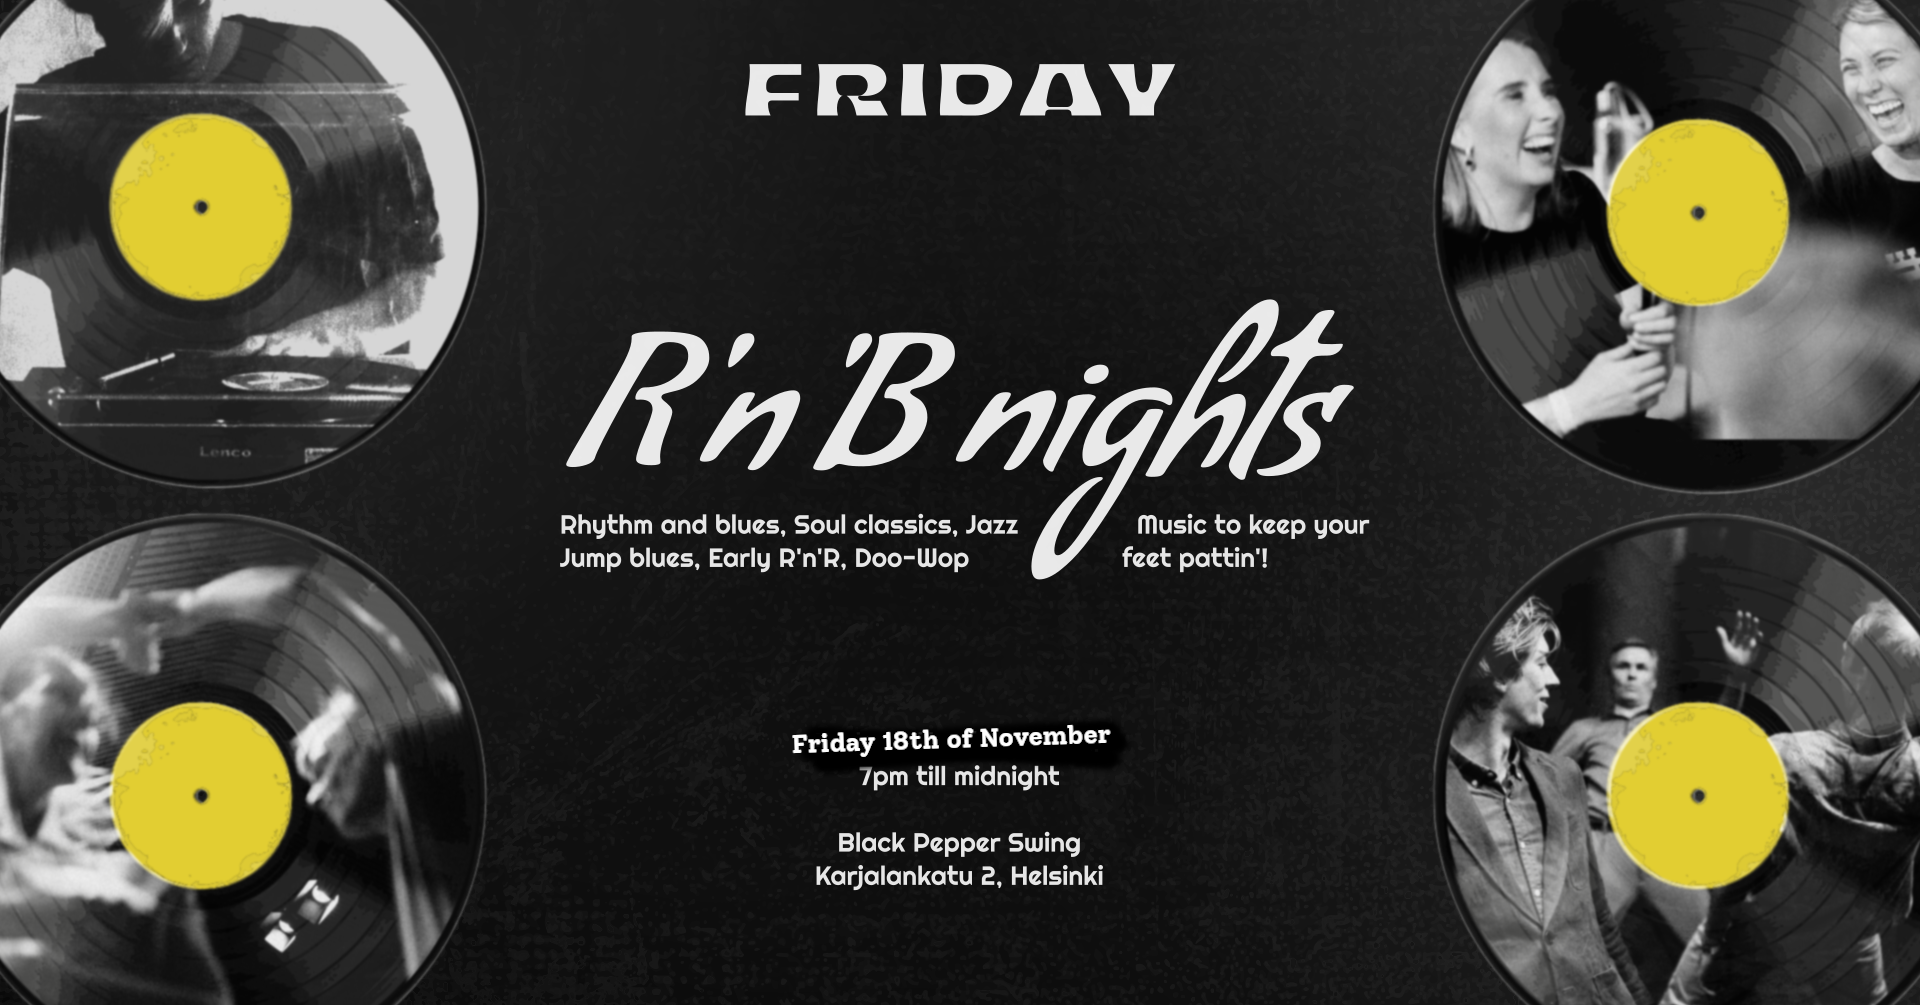 FRIDAY
R'n'B nights
Rhythm and blues, Soul classics, Jazz
Jump blues, Early R'n'R, Doo-Wop
Music to keep your
feet pattin'!
Friday 18th of November
7pm till midnight
Black Pepper Swing
Karjalankatu 2, Helsinki
Lenco